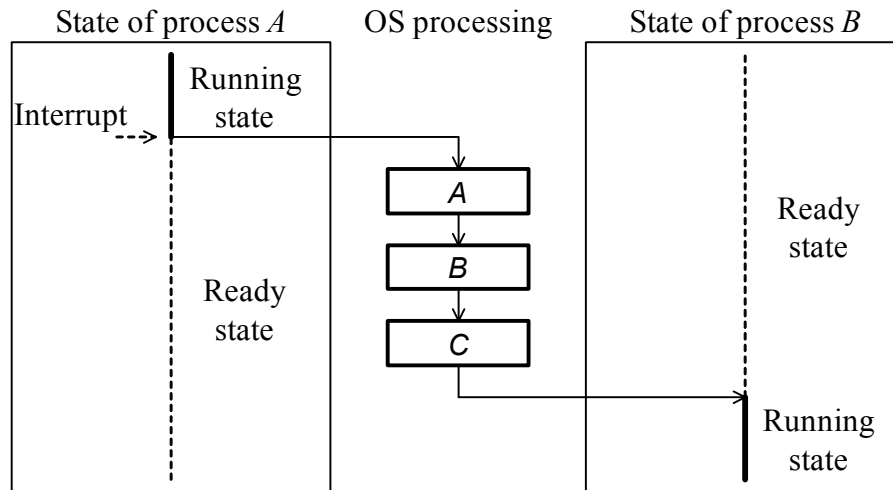 State of process A
OS processing
State of process B
Running
state
Interrupt
A
B
C
Ready
state
Ready
state
Running
state